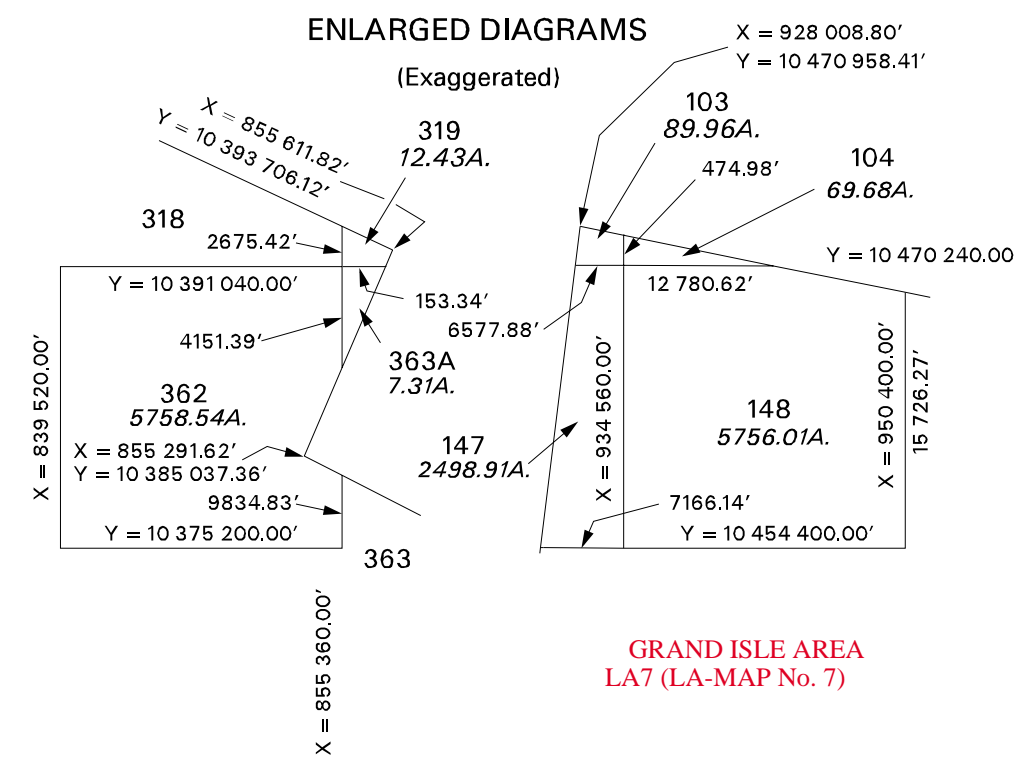 ENLARGED DIAGRAMS
(Exaggerated)
X = 855 611.82′
Y = 10 393 706.12′
319
12.43A.
318
2675.42′
Y = 10 391 040.00′
153.34′
4151.39′
363A
7.31A.
X = 839 520.00′
362
5758.54A.
X = 855 291.62′
Y = 10 385 037.36′
9834.83′
Y = 10 375 200.00′
363
X = 855 360.00′
X = 928 008.80′
Y = 10 470 958.41′
103
89.96A.
474.98′
104
69.68A.
Y = 10 470 240.00
12 780.62′
6577.88′
X = 934 560.00′
147
2498.91A.
148
5756.01A.
X = 950 400.00′
15 726.27′
7166.14′
Y = 10 454 400.00′
GRAND ISLE AREA
LA7 (LA-MAP No. 7)